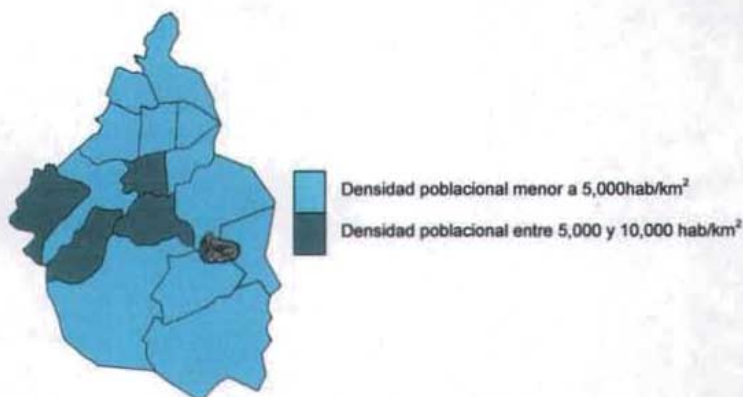 Densidad poblacional menor a 5,000hab/km²
Densidad poblacional entre 5,000 y 10,000 hab/km²